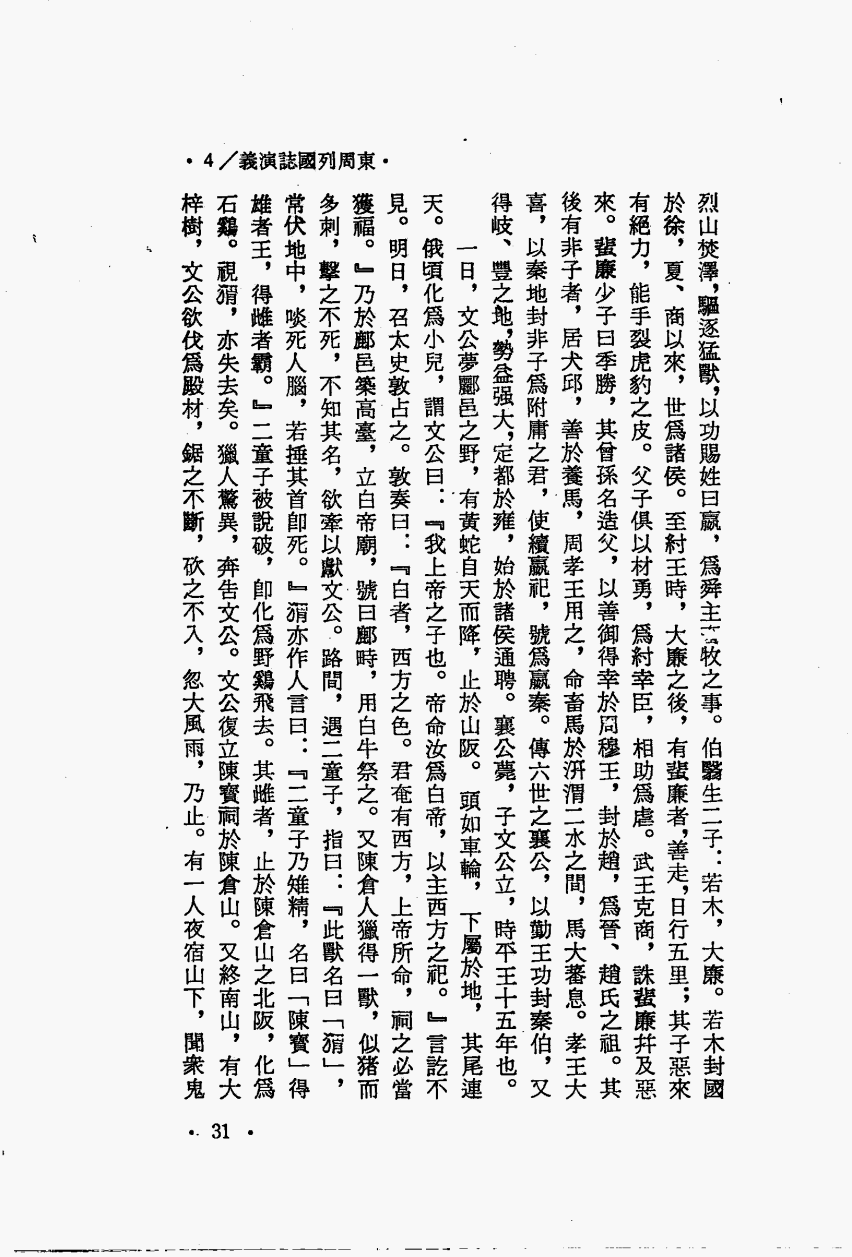 ·東周列國誌演義／4·
烈山焚澤，驅逐猛獸，以功賜姓曰嬴，爲舜主畜牧之事。伯翳生二子：若木，大廉。若木封國
於徐，夏、商以來，世爲諸侯。至紂王時，大廉之後，有蜚廉者，善走，日行五里；其子惡來
有絕力，能手裂虎豹之皮。父子俱以材勇，爲紂幸臣，相助爲虐。武王克商，誅蜚廉幷及惡
來。蜚廉少子曰季勝，其曾孫名造父，以善御得幸於周穆王，封於趙，爲晉、趙氏之祖。其
後有非子者，居犬邱，善於養馬，周孝王用之，命畜馬於汧渭二水之間，馬大蕃息。孝王大
喜，以秦地封非子爲附庸之君，使續嬴祀，號爲嬴秦。傳六世之襄公，以勤王功封秦伯，又
得岐、豐之地，勢益强大，定都於雍，始於諸侯通聘。襄公薨，子文公立，時平王十五年也。
一日，文公夢酈邑之野，有黃蛇自天而降，止於山阪。頭如車輪，下屬於地，其尾連
天。俄頃化爲小兒，謂文公曰：『我上帝之子也。帝命汝爲白帝，以主西方之祀。』言訖不
見。明日，召太史敦占之。敦奏曰：『白者，西方之色。君奄有西方，上帝所命，祠之必當
獲福。』乃於鄜邑築高臺，立白帝廟，號曰鄜畤，用白牛祭之。又陳倉人獵得一獸，似猪而
多刺，擊之不死，不知其名，欲牽以獻文公。路間，遇二童子，指曰：『此獸名曰「猬」，
常伏地中，啖死人腦，若捶其首卽死。』猬亦作人言曰：『二童子乃雉精，名曰「陳寶」得
雄者王，得雌者霸。』二童子被說破，卽化爲野鷄飛去。其雌者，止於陳倉山之北阪，化爲
石鷄。視猬，亦失去矣。獵人驚異，奔告文公。文公復立陳寶祠於陳倉山。又終南山，有大
梓樹，文公欲伐爲殿材，鋸之不斷，砍之不入，忽大風雨，乃止。有一人夜宿山下，聞衆鬼
·31·